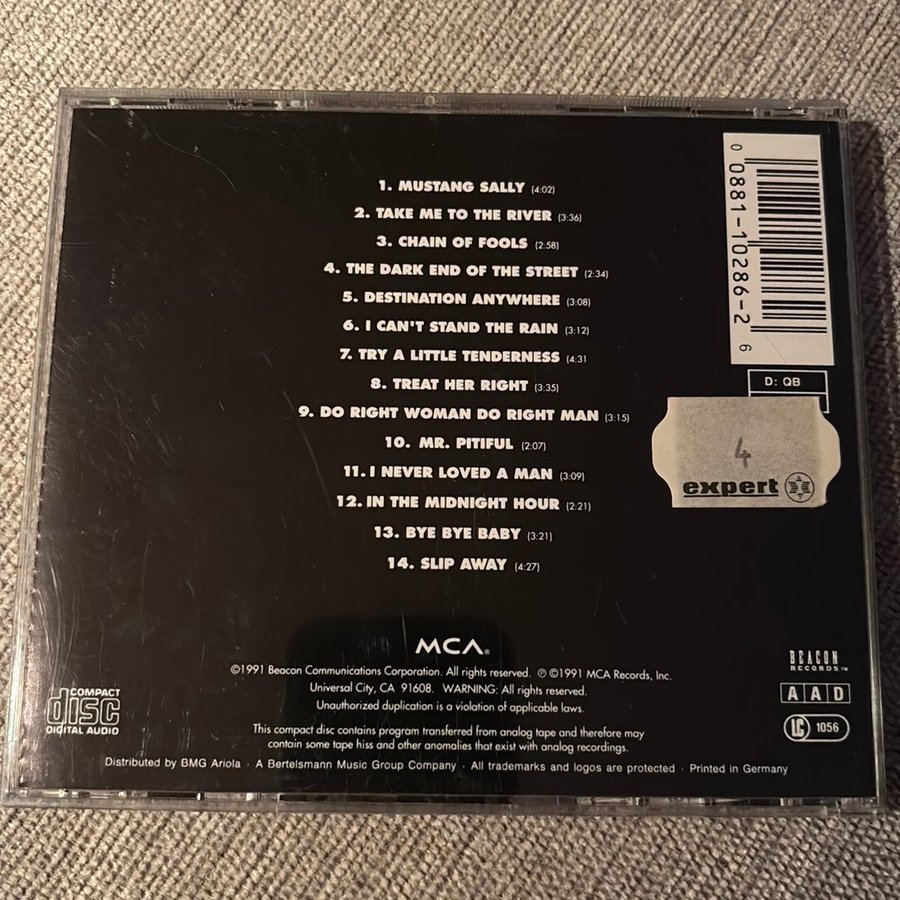 1. MUSTANG SALLY (4:02)
2. TAKE ME TO THE RIVER (3:36)
3. CHAIN OF FOOLS (2:58)
4. THE DARK END OF THE STREET (2:34)
5. DESTINATION ANYWHERE (3:08)
6. I CAN'T STAND THE RAIN (3:12)
7. TRY A LITTLE TENDERNESS (4:31
8. TREAT HER RIGHT (3:35)
9. DO RIGHT WOMAN DO RIGHT MAN (3:15)
10. MR. PITIFUL (2:07)
11. I NEVER LOVED A MAN (3:09)
12. IN THE MIDNIGHT HOUR (2:21)
13. BYE BYE BABY (3:21)
14. SLIP AWAY (4:27)
0 0881-10286-2 6
D: QB
4
expert
MCA®
©1991 Beacon Communications Corporation. All rights reserved. ℗©1991 MCA Records, Inc.
Universal City, CA 91608. WARNING: All rights reserved.
Unauthorized duplication is a violation of applicable laws.
This compact disc contains program transferred from analog tape and therefore may
contain some tape hiss and other anomalies that exist with analog recordings.
Distributed by BMG Ariola · A Bertelsmann Music Group Company · All trademarks and logos are protected · Printed in Germany
COMPACT
disc
DIGITAL AUDIO
BEACON
RECORDS™
AAD
LC 1056